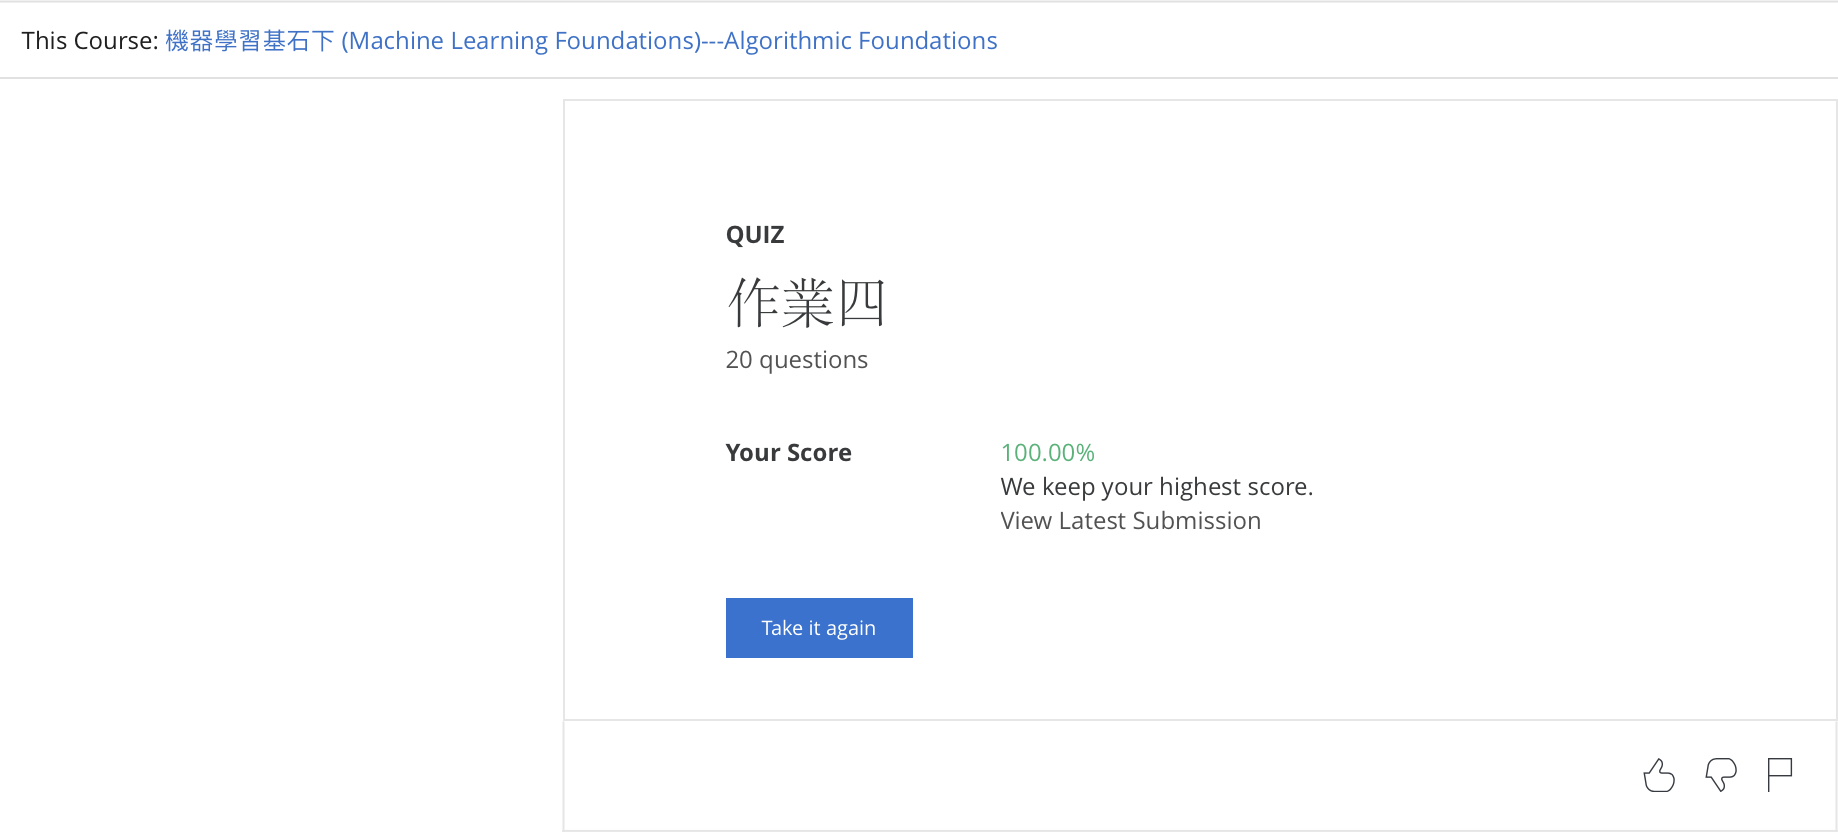 This Course: 機器學習基石下 (Machine Learning Foundations)---Algorithmic Foundations
QUIZ
作業四
20 questions
Your Score 100.00%
We keep your highest score.
View Latest Submission
Take it again